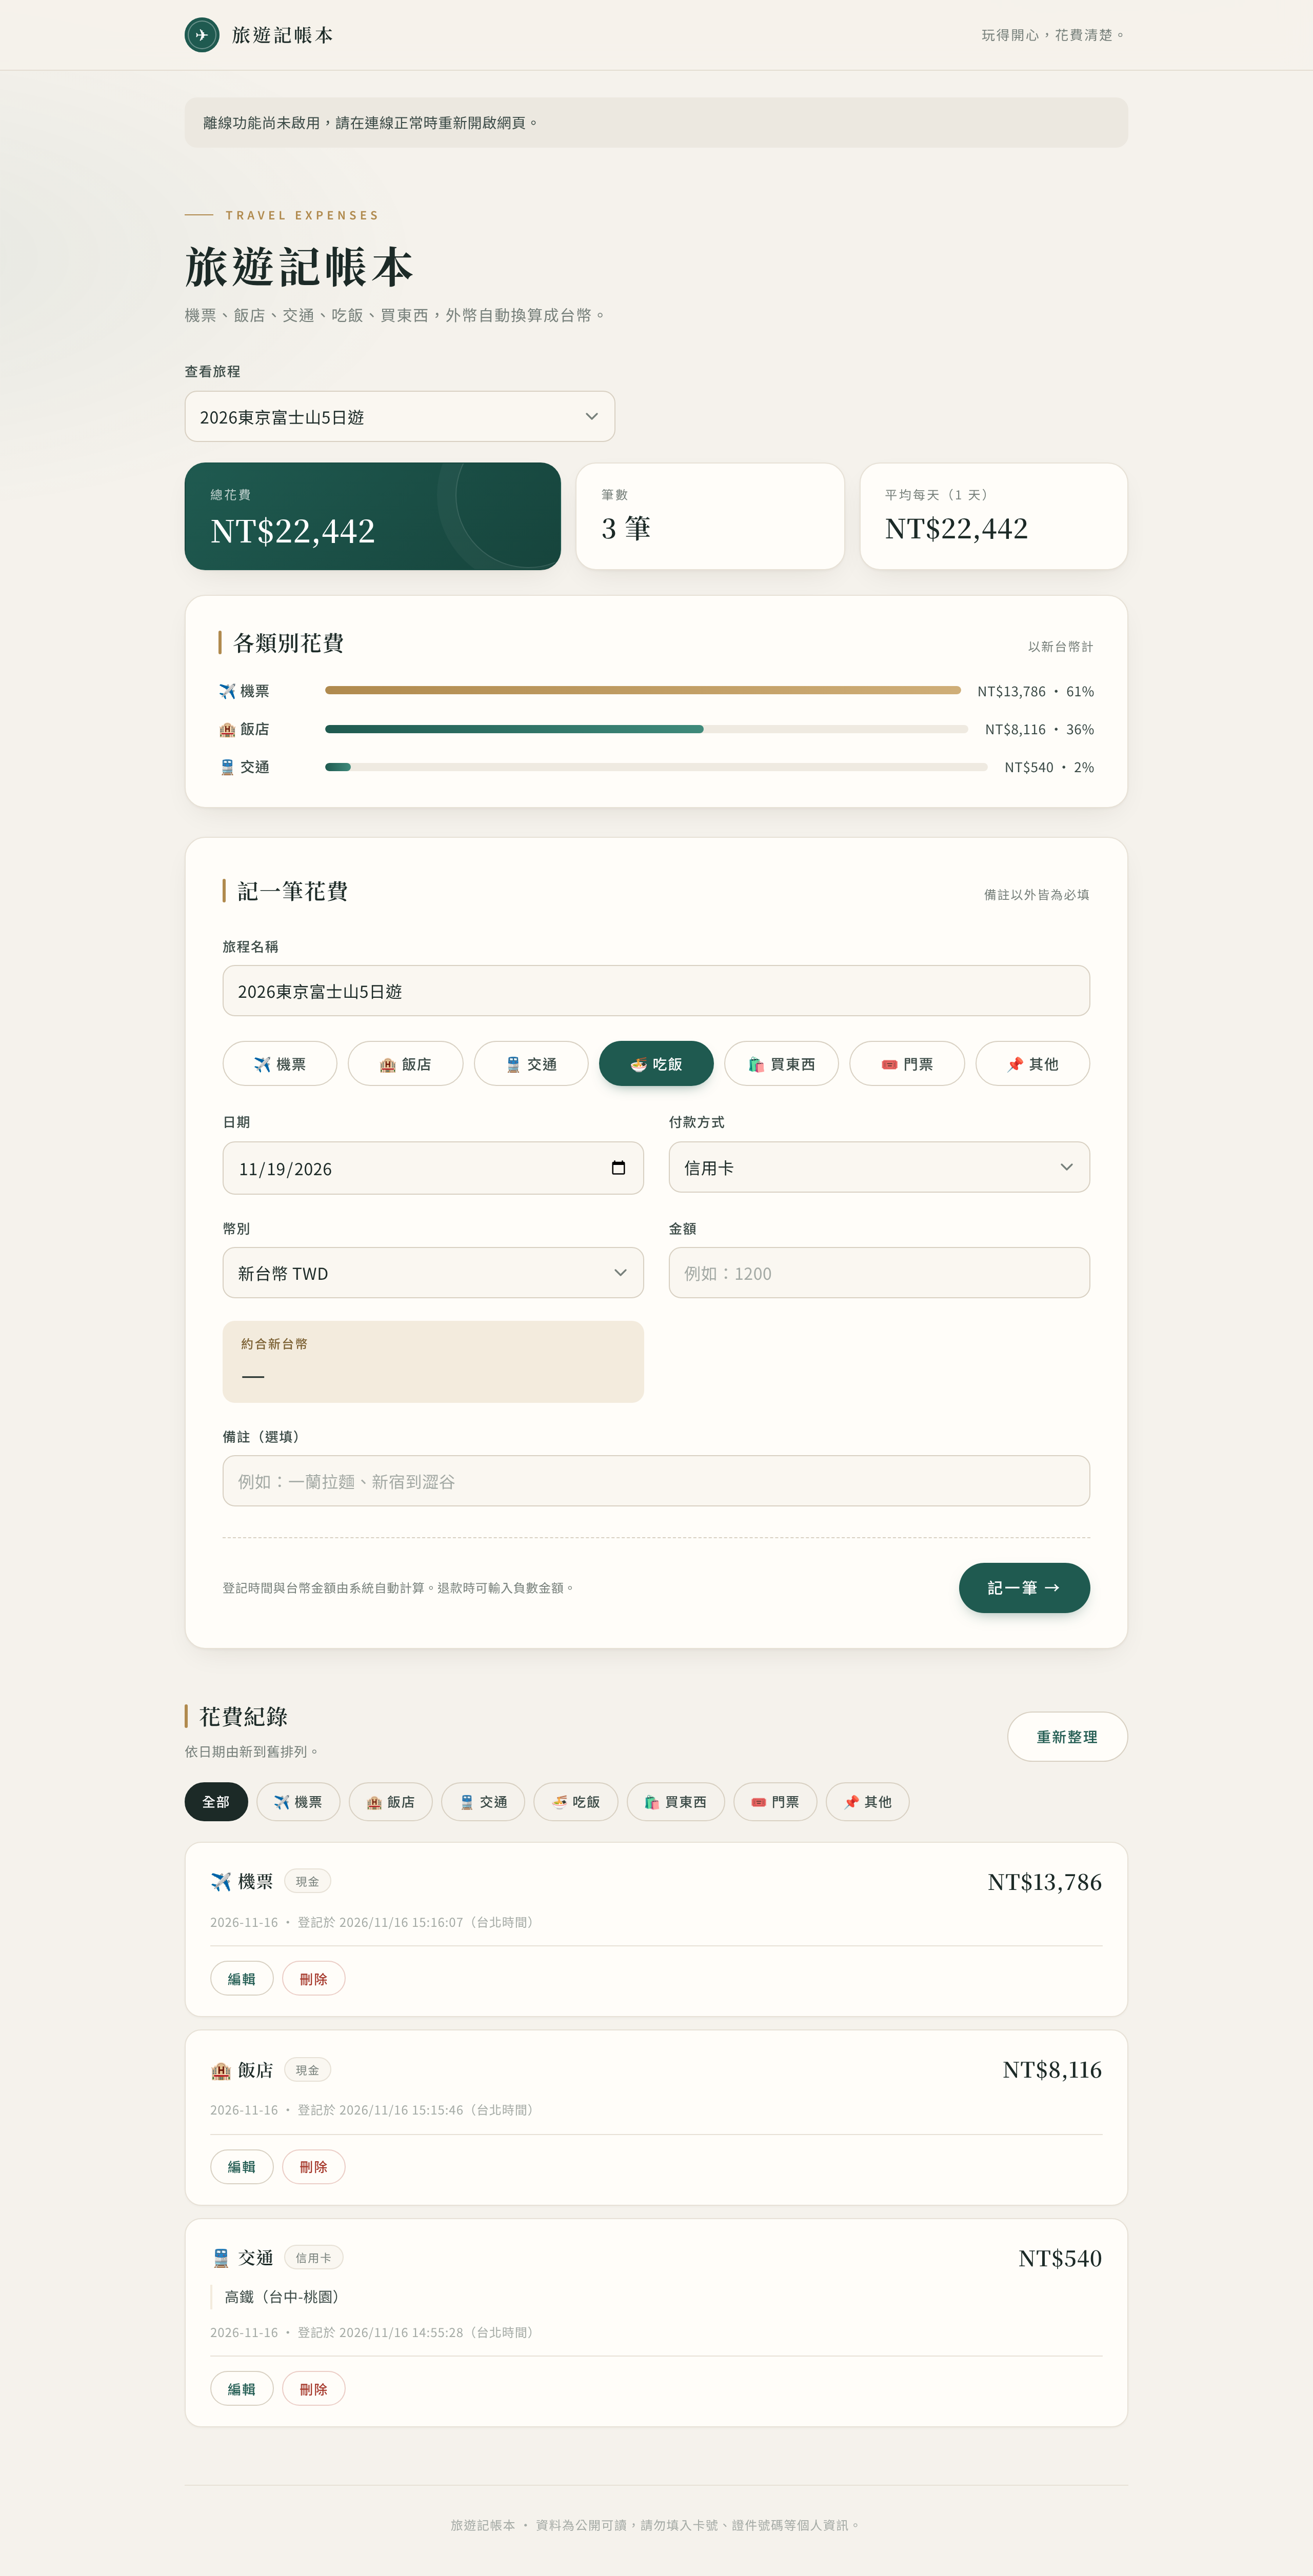 旅遊記帳本
玩得開心，花費清楚。
離線功能尚未啟用，請在連線正常時重新開啟網頁。
TRAVEL EXPENSES
旅遊記帳本
機票、飯店、交通、吃飯、買東西，外幣自動換算成台幣。
查看旅程
2026東京富士山5日遊
總花費
NT$22,442
筆數
3 筆
平均每天（1 天）
NT$22,442
各類別花費
以新台幣計
機票
NT$13,786 · 61%
飯店
NT$8,116 · 36%
交通
NT$540 · 2%
記一筆花費
備註以外皆為必填
旅程名稱
2026東京富士山5日遊
機票
飯店
交通
吃飯
買東西
門票
其他
日期
付款方式
11/19/2026
信用卡
幣別
金額
新台幣 TWD
例如：1200
約合新台幣
—
備註（選填）
例如：一蘭拉麵、新宿到澀谷
登記時間與台幣金額由系統自動計算。退款時可輸入負數金額。
記一筆 →
花費紀錄
依日期由新到舊排列。
重新整理
全部
機票
飯店
交通
吃飯
買東西
門票
其他
機票 現金
NT$13,786
2026-11-16 · 登記於 2026/11/16 15:16:07（台北時間）
編輯
刪除
飯店 現金
NT$8,116
2026-11-16 · 登記於 2026/11/16 15:15:46（台北時間）
編輯
刪除
交通 信用卡
NT$540
高鐵（台中-桃園）
2026-11-16 · 登記於 2026/11/16 14:55:28（台北時間）
編輯
刪除
旅遊記帳本 · 資料為公開可讀，請勿填入卡號、證件號碼等個人資訊。